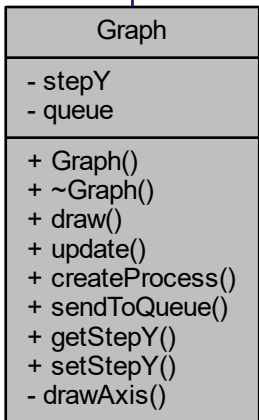 Graph
- stepY
- queue
+ Graph()
+ ~Graph()
+ draw()
+ update()
+ createProcess()
+ sendToQueue()
+ getStepY()
+ setStepY()
- drawAxis()